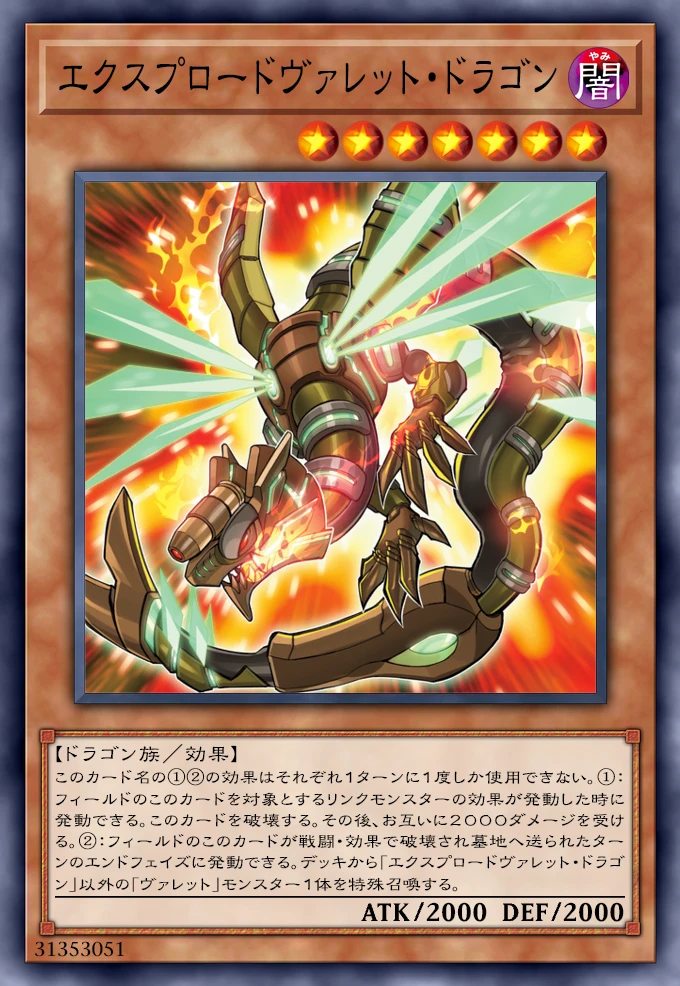 エクスプロードヴァレット・ドラゴン
やみ
闇
【ドラゴン族／効果】
このカード名の①②の効果はそれぞれ１ターンに１度しか使用できない。①：
フィールドのこのカードを対象とするリンクモンスターの効果が発動した時に
発動できる。このカードを破壊する。その後、お互いに２０００ダメージを受け
る。②：フィールドのこのカードが戦闘・効果で破壊され墓地へ送られたター
ンのエンドフェイズに発動できる。デッキから「エクスプロードヴァレット・ドラゴ
ン」以外の「ヴァレット」モンスター１体を特殊召喚する。
ATK/2000 DEF/2000
31353051